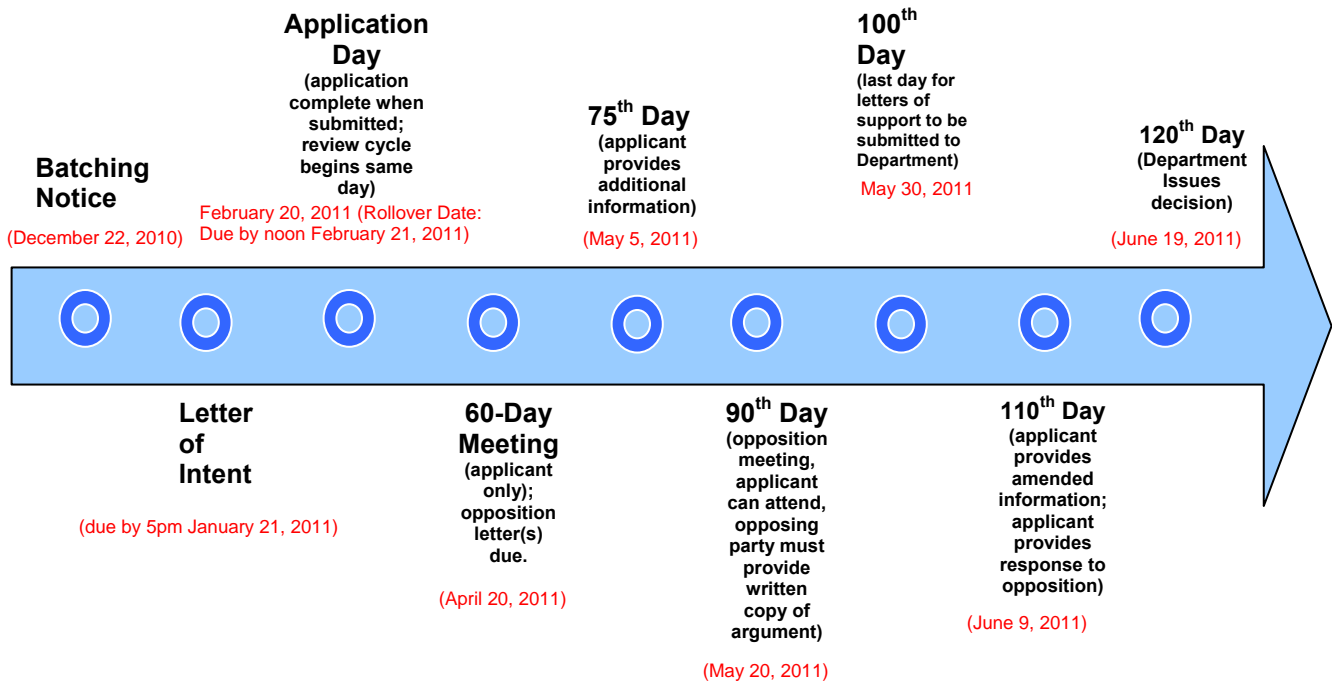 Batching
Notice
(December 22, 2010)
Letter
of
Intent
(due by 5pm January 21, 2011)
Application
Day
(application
complete when
submitted;
review cycle
begins same
day)
February 20, 2011 (Rollover Date:
Due by noon February 21, 2011)
60-Day
Meeting
(applicant
only);
opposition
letter(s)
due.
(April 20, 2011)
75th Day
(applicant
provides
additional
information)
(May 5, 2011)
90th Day
(opposition
meeting,
applicant
can attend,
opposing
party must
provide
written
copy of
argument)
(May 20, 2011)
100th
Day
(last day for
letters of
support to be
submitted to
Department)
May 30, 2011
110th Day
(applicant
provides
amended
information;
applicant
provides
response to
opposition)
(June 9, 2011)
120th Day
(Department
Issues
decision)
(June 19, 2011)